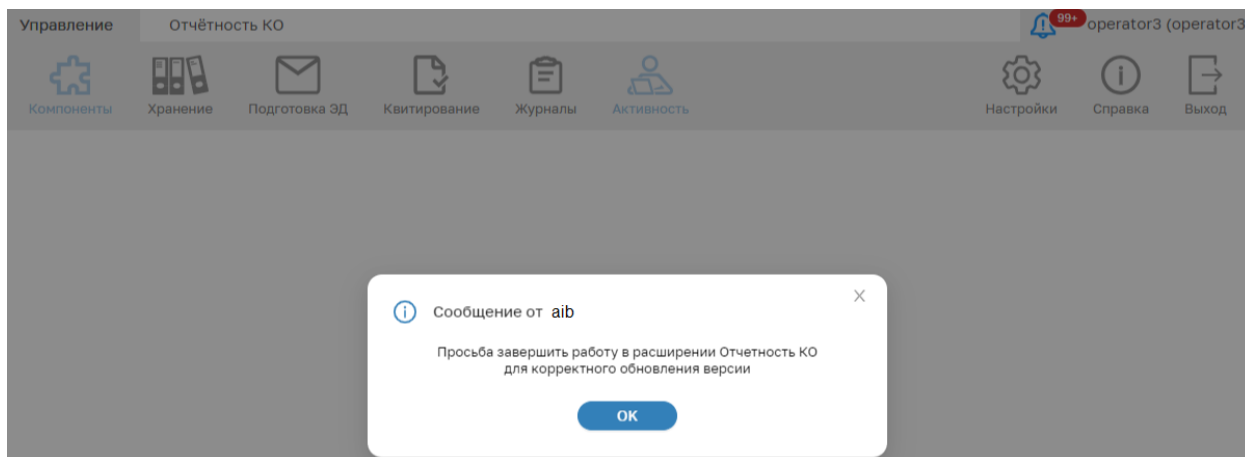 Управление Отчётность КО 99+ operator3 (operator3
Компоненты Хранение Подготовка ЭД Квитирование Журналы Активность Настройки Справка Выход
Сообщение от aib
Просьба завершить работу в расширении Отчетность КО
для корректного обновления версии
ОК